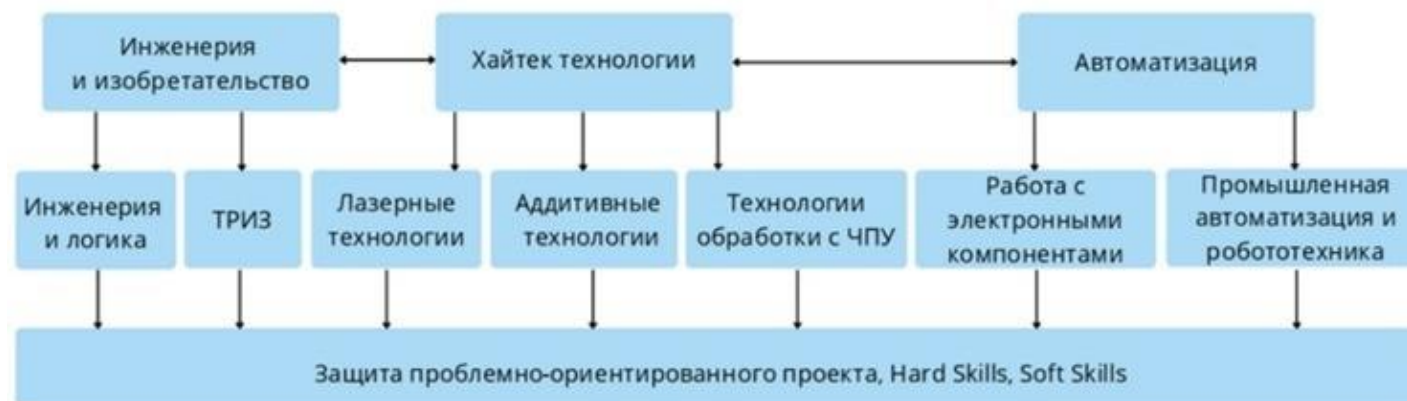 Инженерия
и изобретательство
Хайтек технологии
Автоматизация
Инженерия
и логика
ТРИЗ
Лазерные
технологии
Аддитивные
технологии
Технологии
обработки с ЧПУ
Работа с
электронными
компонентами
Промышленная
автоматизация и
робототехника
Защита проблемно-ориентированного проекта, Hard Skills, Soft Skills